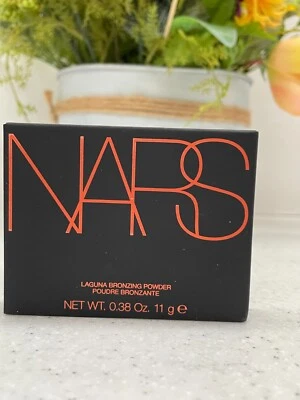 NARS
LAGUNA BRONZING POWDER
POUDRE BRONZANTE
NET WT. 0.38 Oz. 11 g ℮